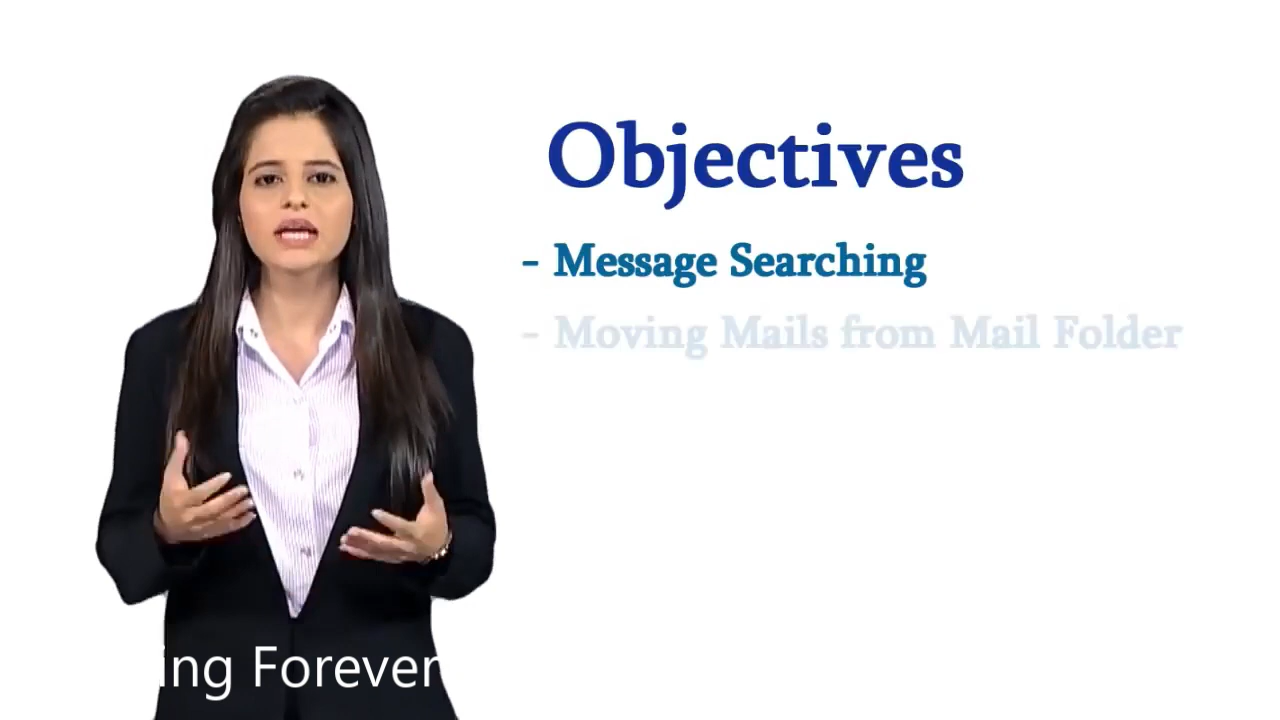 Objectives
- Message Searching
- Moving Mails from Mail Folder
ing Forever